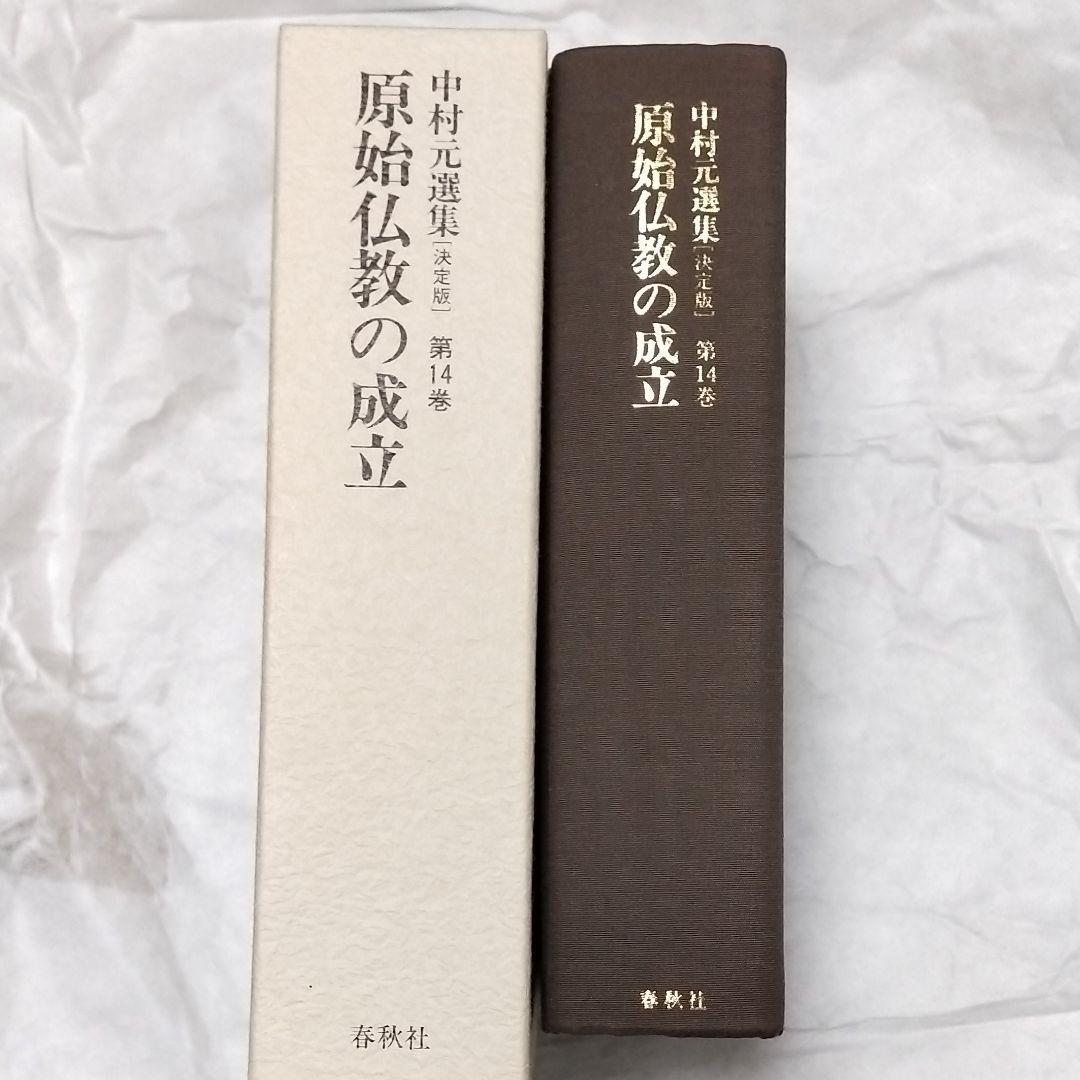 中村元選集[決定版] 第14巻
原始仏教の成立
春秋社
中村元選集[決定版] 第14巻
原始仏教の成立
春秋社